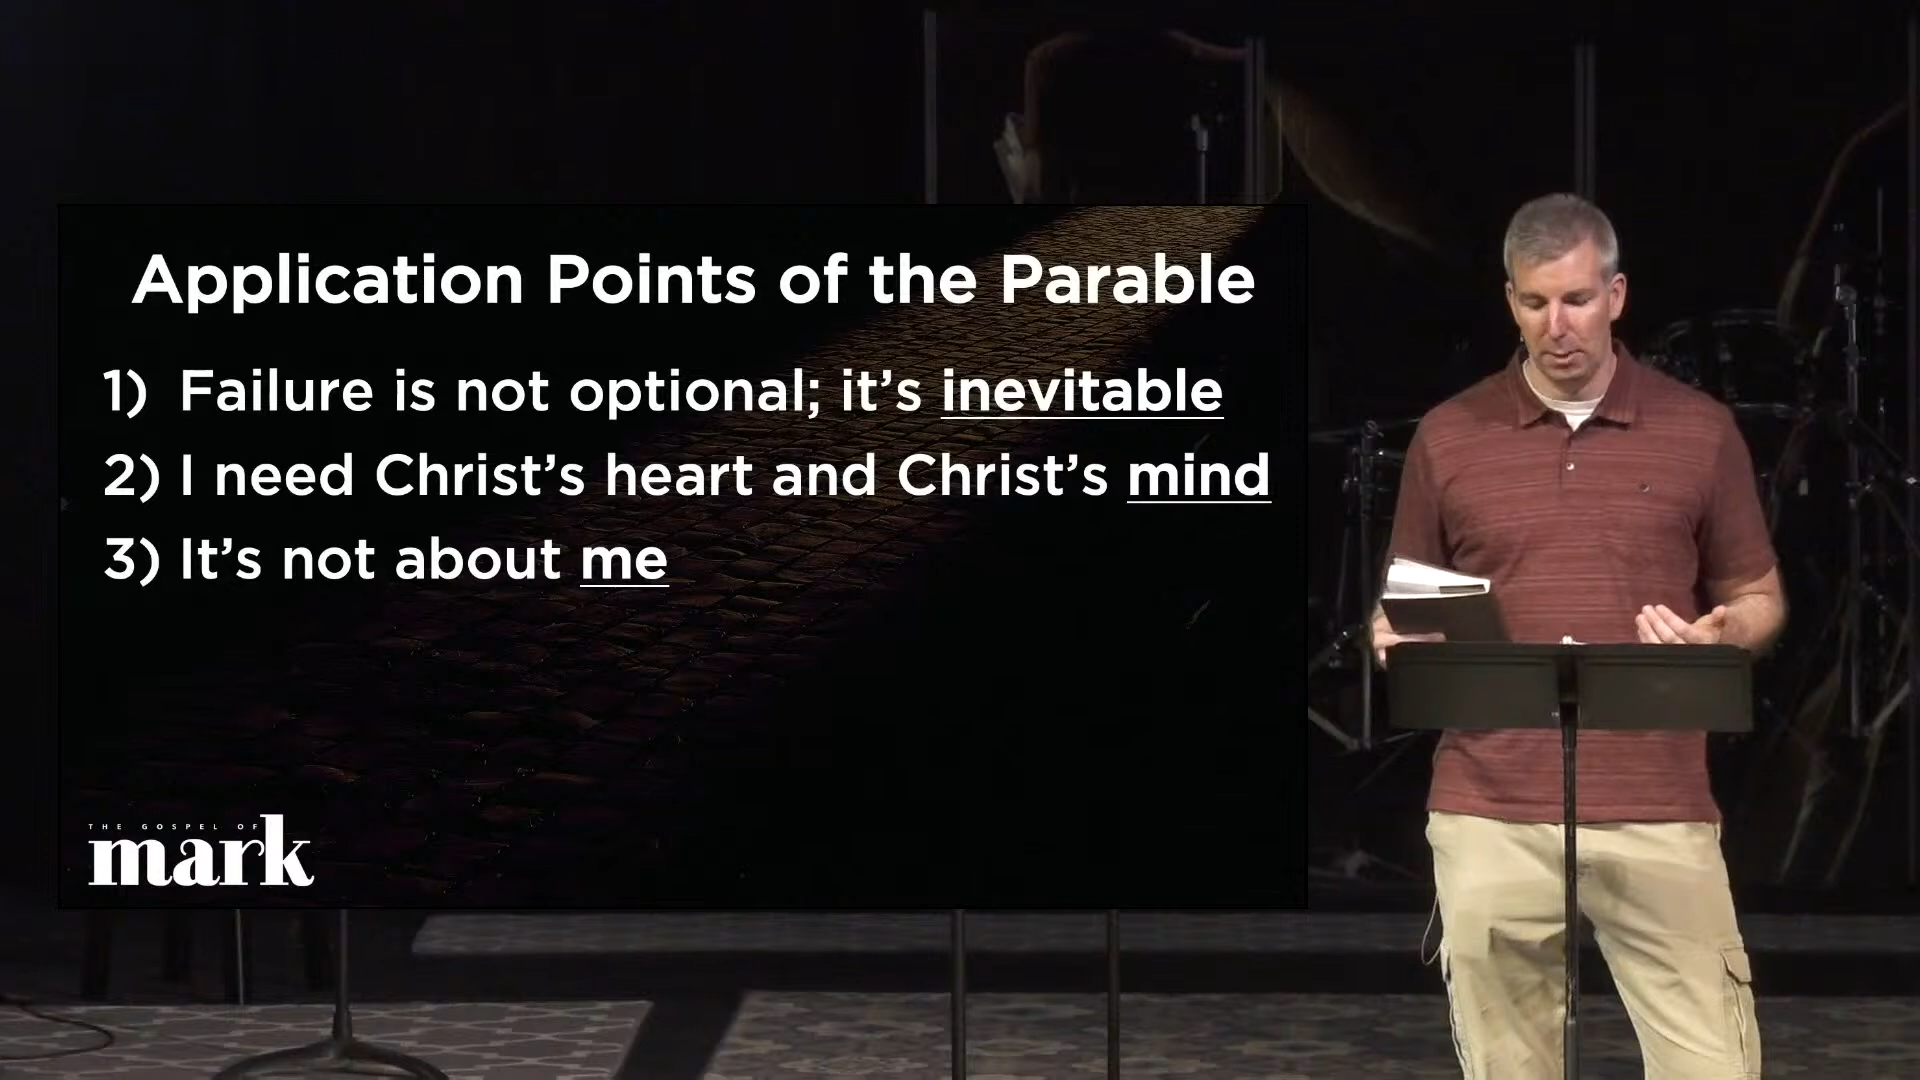 Application Points of the Parable
1) Failure is not optional; it's inevitable
2) I need Christ's heart and Christ's mind
3) It's not about me
THE GOSPEL OF
mark